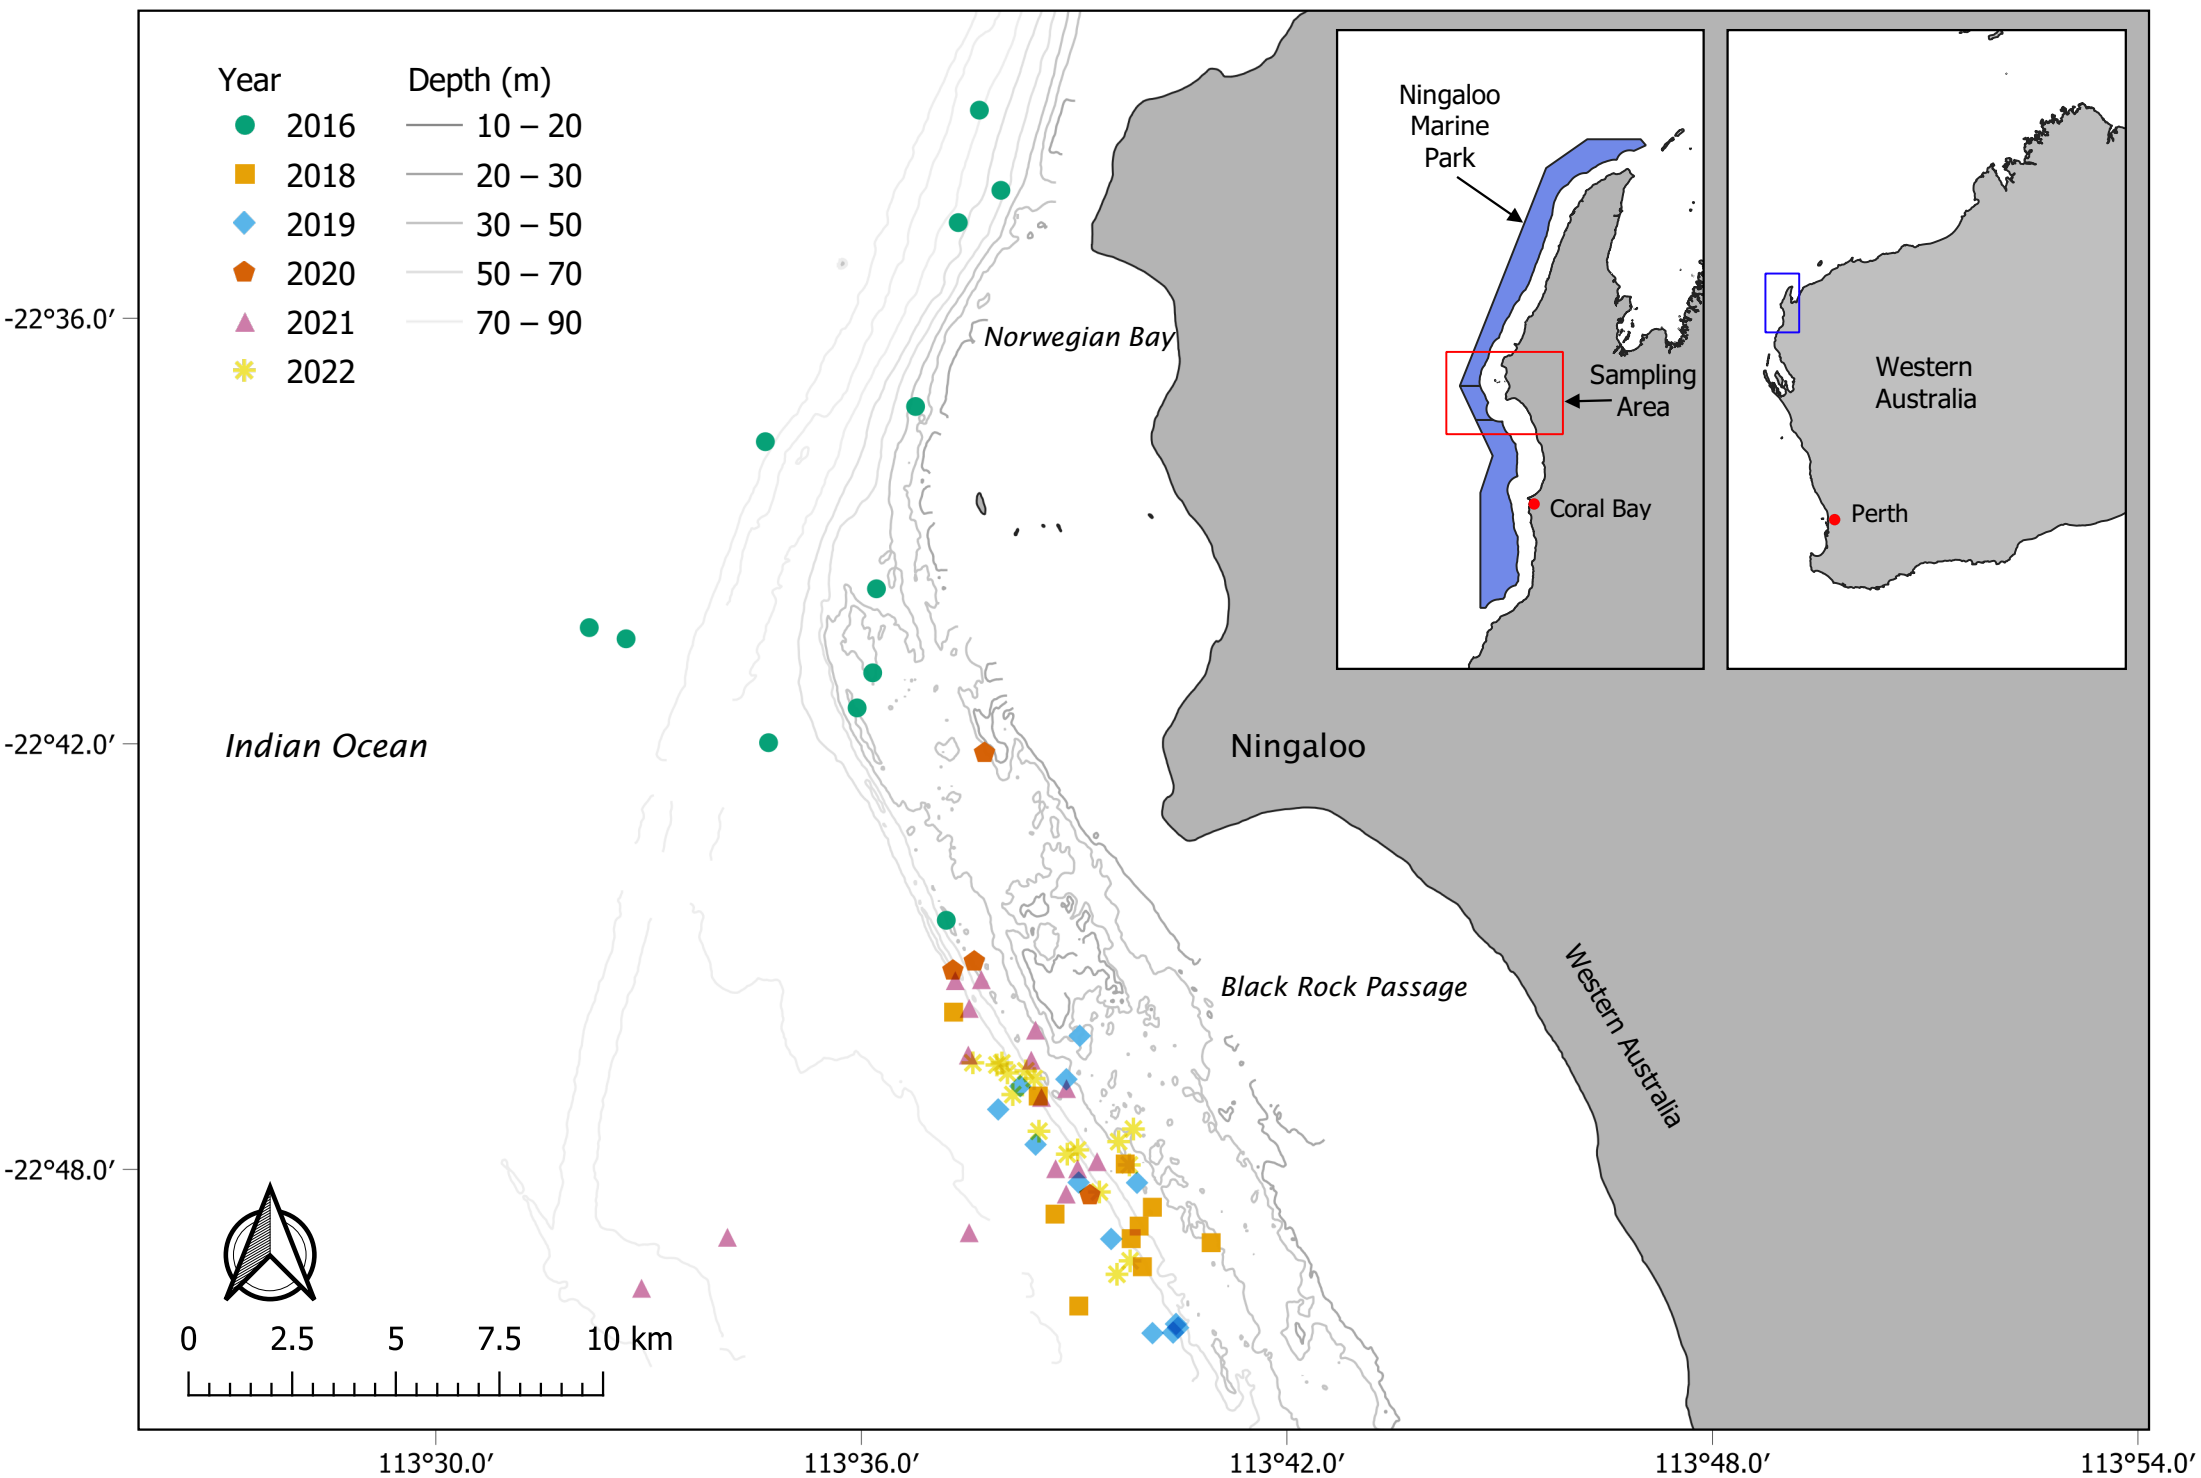 Year
2016
2018
2019
2020
2021
2022
Depth (m)
10 – 20
20 – 30
30 – 50
50 – 70
70 – 90
Ningaloo
Marine
Park
Sampling
Area
Coral Bay
Western
Australia
Perth
Norwegian Bay
Indian Ocean
Ningaloo
Black Rock Passage
Western Australia
-22°36.0′
-22°42.0′
-22°48.0′
0 2.5 5 7.5 10 km
113°30.0′ 113°36.0′ 113°42.0′ 113°48.0′ 113°54.0′